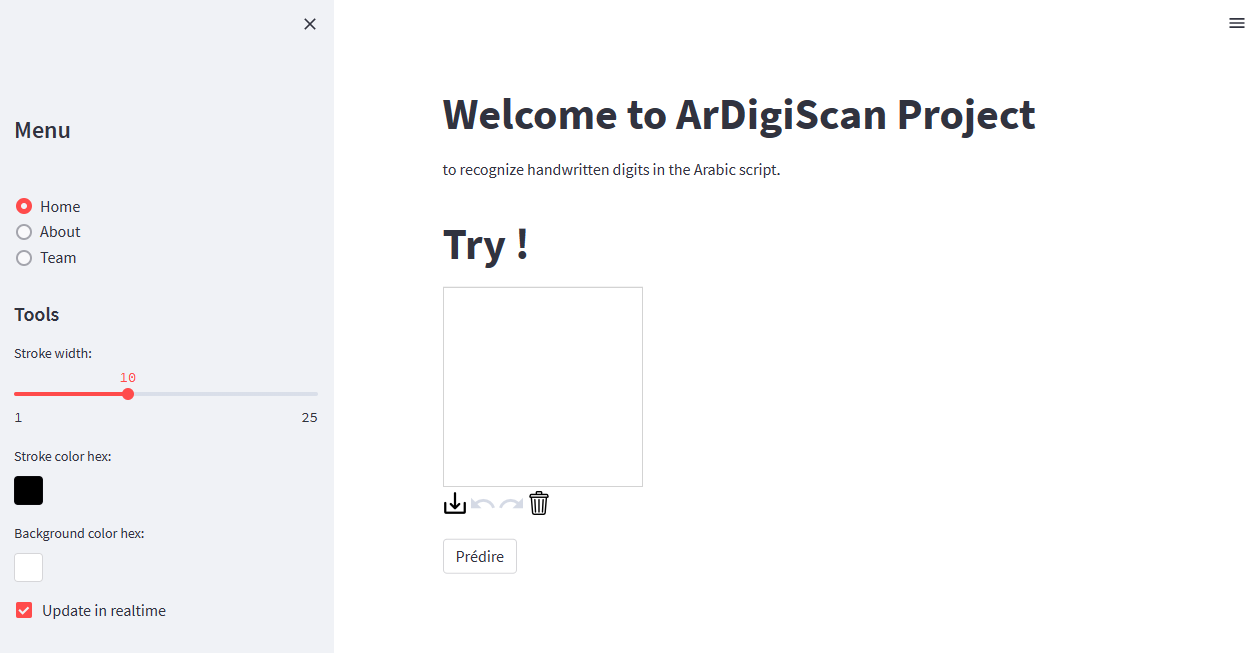 Menu
Home
About
Team
Tools
Stroke width:
10
1 25
Stroke color hex:
Background color hex:
Update in realtime
Welcome to ArDigiScan Project
to recognize handwritten digits in the Arabic script.
Try !
Prédire